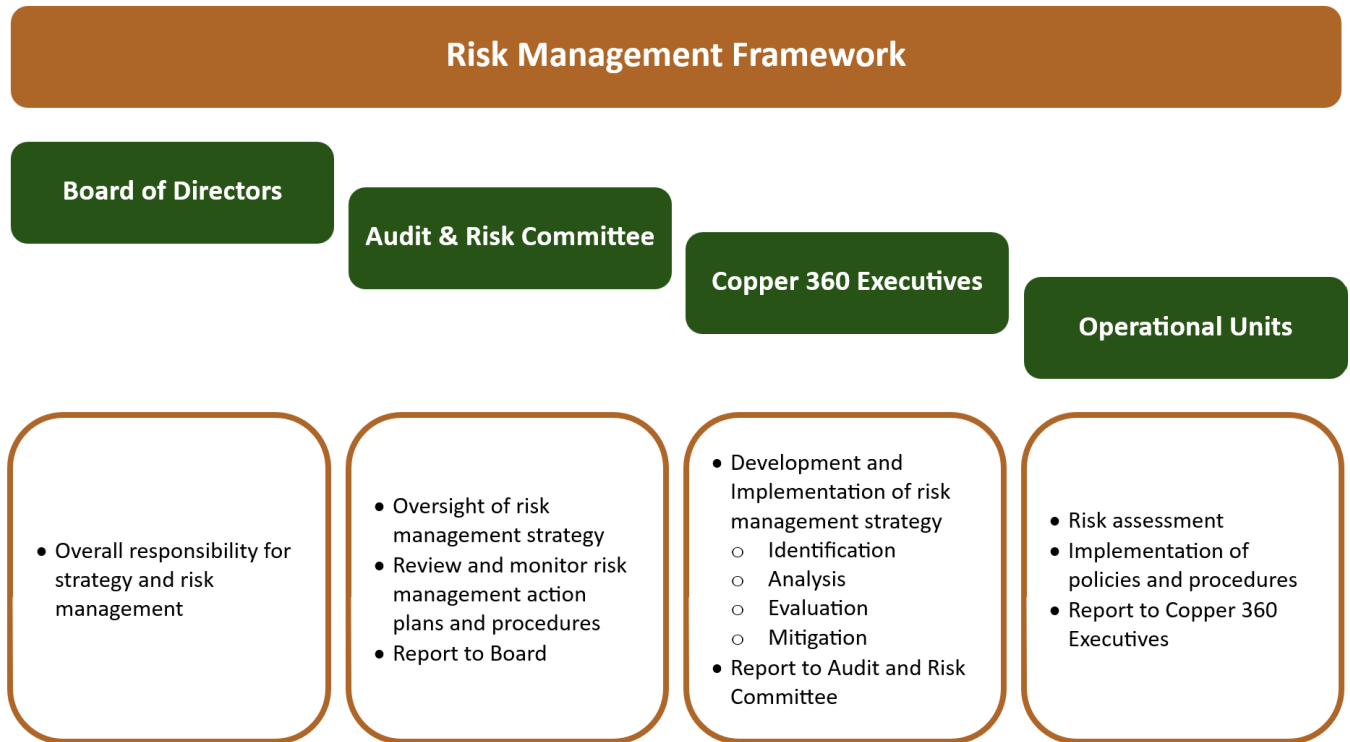 Risk Management Framework
Board of Directors
Audit & Risk Committee
Copper 360 Executives
Operational Units
• Overall responsibility for
strategy and risk
management
• Oversight of risk
management strategy
• Review and monitor risk
management action
plans and procedures
• Report to Board
• Development and
Implementation of risk
management strategy
o Identification
o Analysis
o Evaluation
o Mitigation
• Report to Audit and Risk
Committee
• Risk assessment
• Implementation of
policies and procedures
• Report to Copper 360
Executives